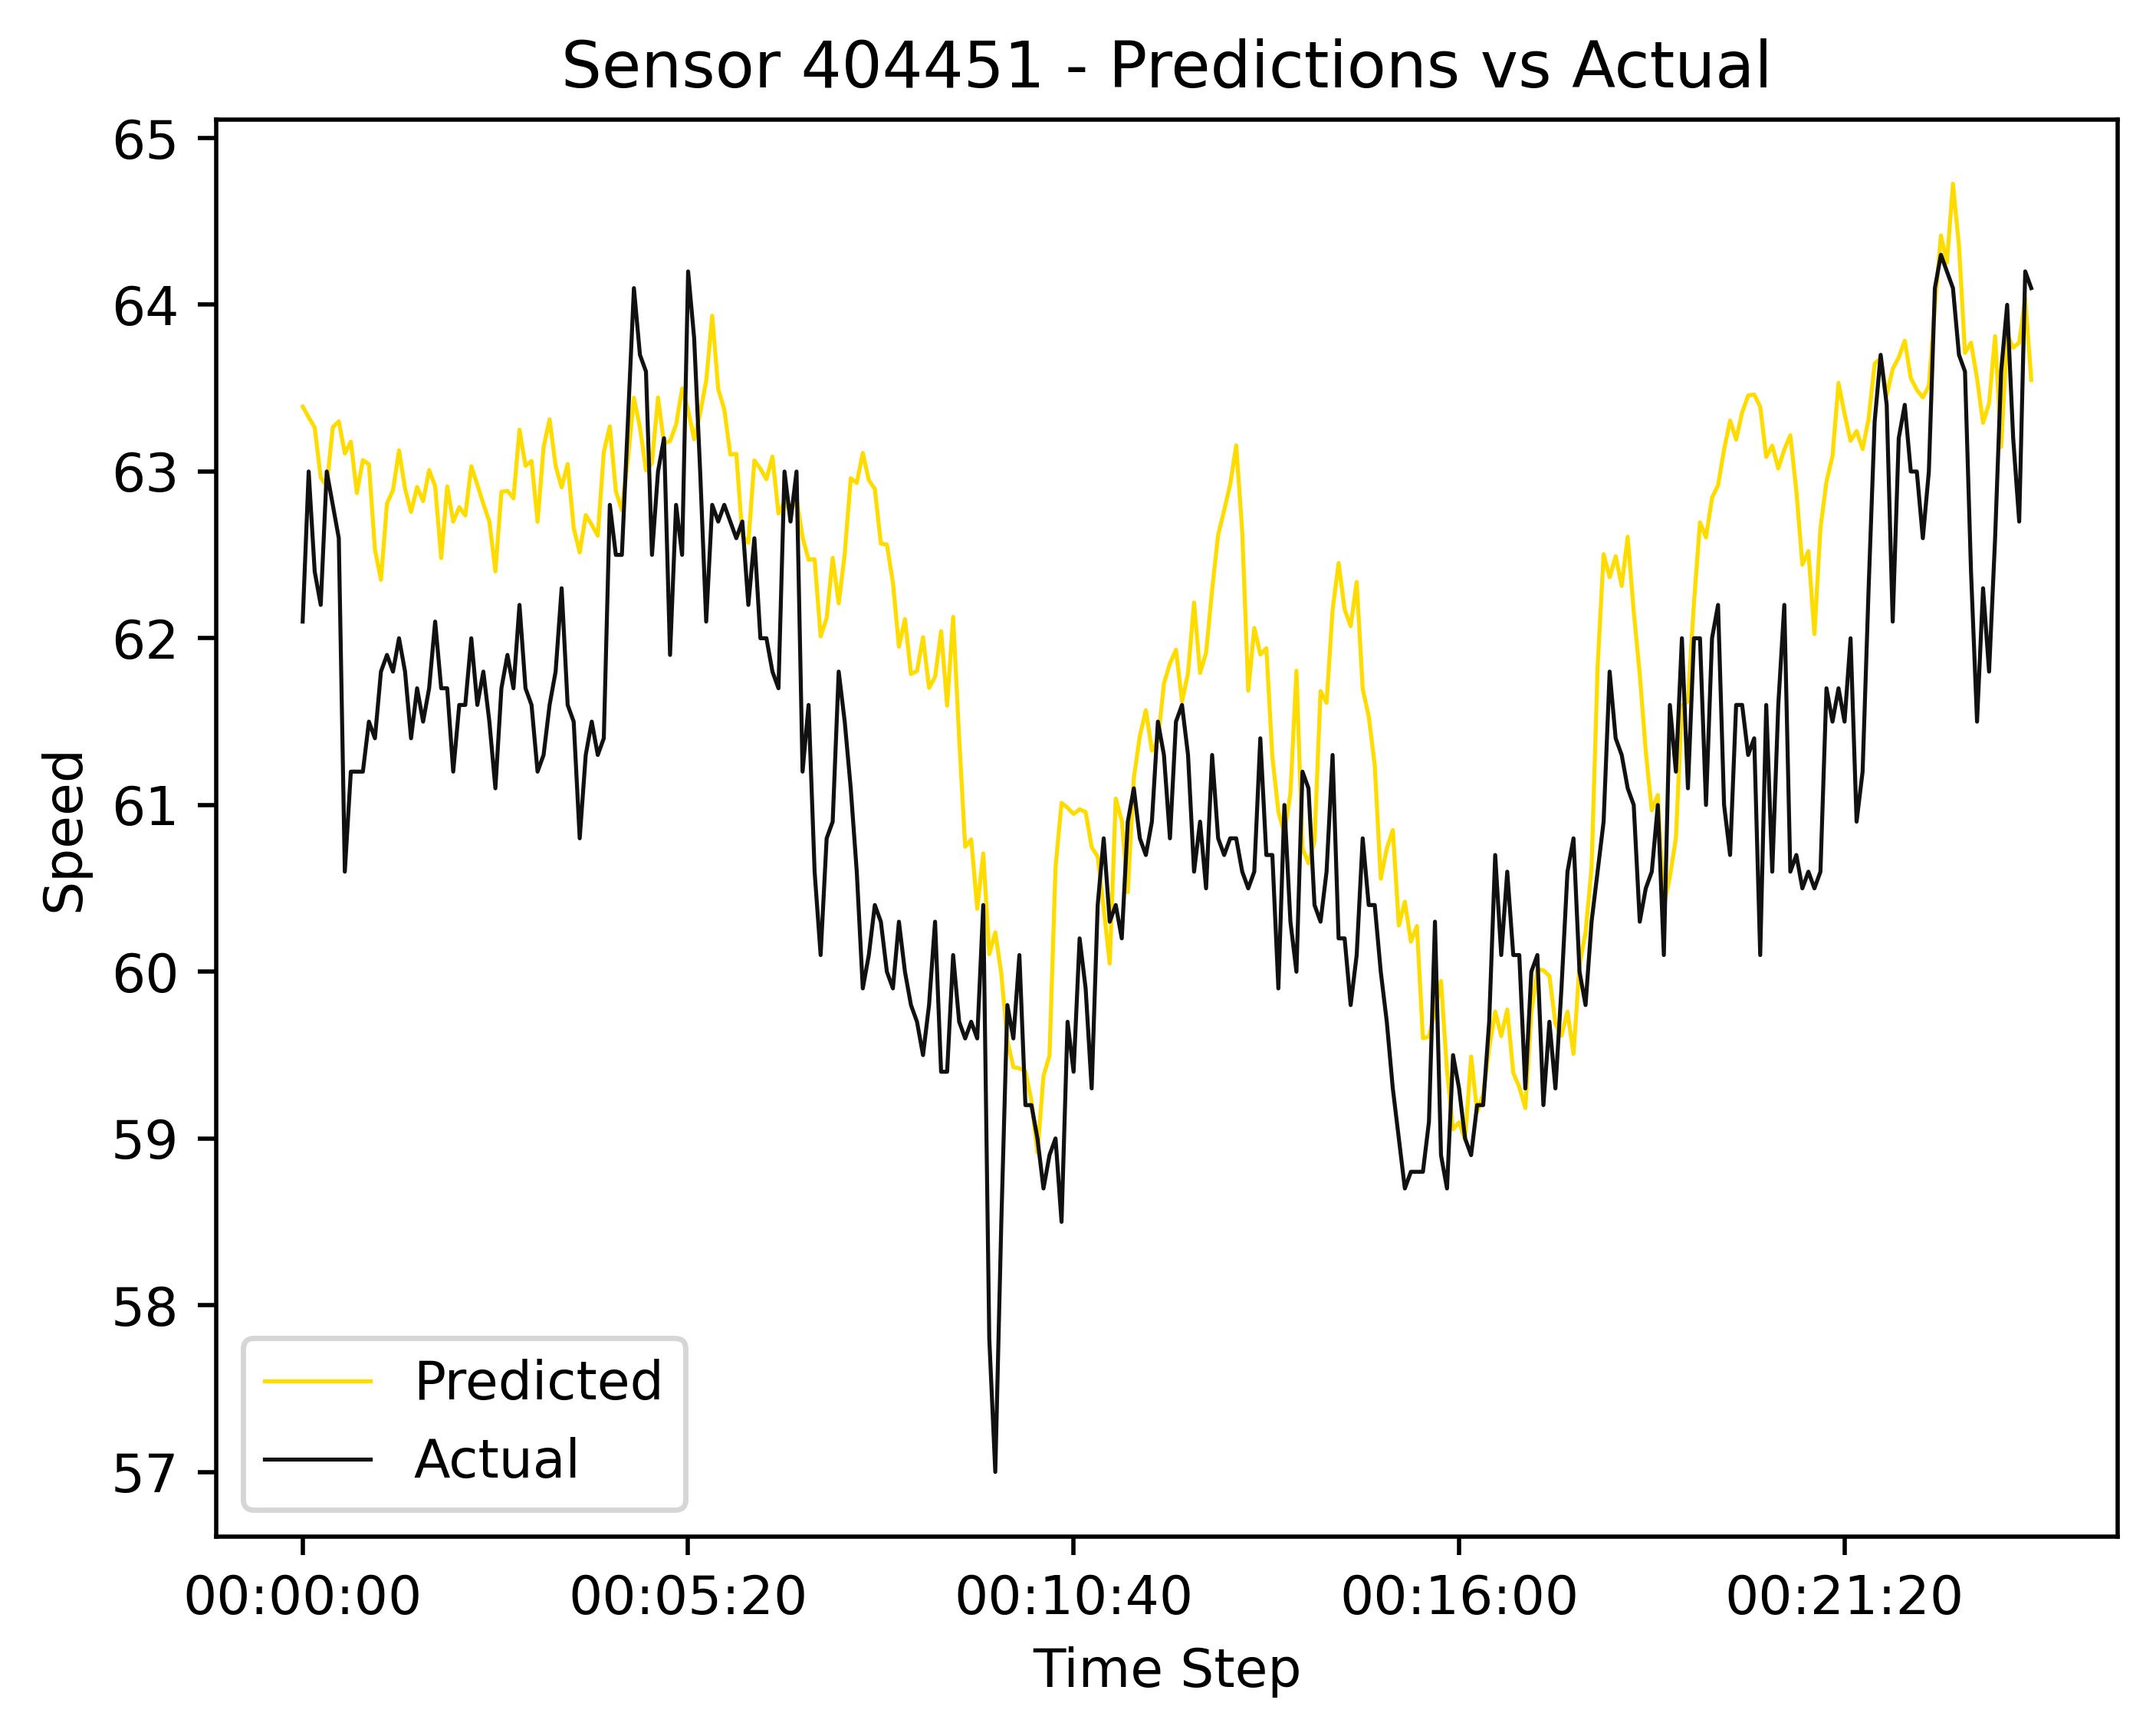 Sensor 404451 - Predictions vs Actual
65
64
63
62
61
60
59
58
57
Speed
Predicted
Actual
00:00:00 00:05:20 00:10:40 00:16:00 00:21:20
Time Step